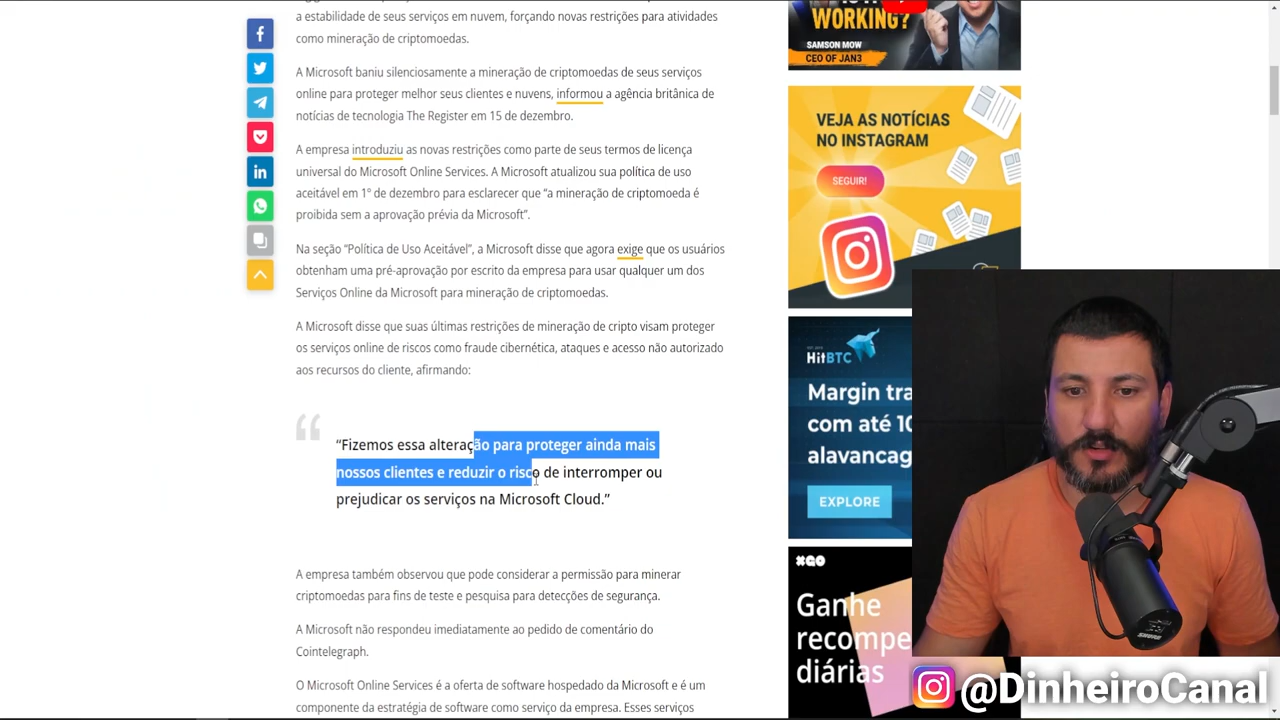 a estabilidade de seus serviços em nuvem, forçando novas restrições para atividades
como mineração de criptomoedas.
A Microsoft baniu silenciosamente a mineração de criptomoedas de seus serviços
online para proteger melhor seus clientes e nuvens, informou a agência britânica de
notícias de tecnologia The Register em 15 de dezembro.
A empresa introduziu as novas restrições como parte de seus termos de licença
universal do Microsoft Online Services. A Microsoft atualizou sua política de uso
aceitável em 1º de dezembro para esclarecer que “a mineração de criptomoeda é
proibida sem a aprovação prévia da Microsoft”.
Na seção “Política de Uso Aceitável”, a Microsoft disse que agora exige que os usuários
obtenham uma pré-aprovação por escrito da empresa para usar qualquer um dos
Serviços Online da Microsoft para mineração de criptomoedas.
A Microsoft disse que suas últimas restrições de mineração de cripto visam proteger
os serviços online de riscos como fraude cibernética, ataques e acesso não autorizado
aos recursos do cliente, afirmando:
“Fizemos essa alteração para proteger ainda mais
nossos clientes e reduzir o risco de interromper ou
prejudicar os serviços na Microsoft Cloud.”
A empresa também observou que pode considerar a permissão para minerar
criptomoedas para fins de teste e pesquisa para detecções de segurança.
A Microsoft não respondeu imediatamente ao pedido de comentário do
Cointelegraph.
O Microsoft Online Services é a oferta de software hospedado da Microsoft e é um
componente da estratégia de software como serviço da empresa. Esses serviços
WORKING?
SAMSON MOW
CEO OF JAN3
VEJA AS NOTÍCIAS
NO INSTAGRAM
SEGUIR!
HitBTC
Margin tra
com até 10
alavancag
EXPLORE
Ganhe
recompe
diárias
SHURE
@DinheiroCanal